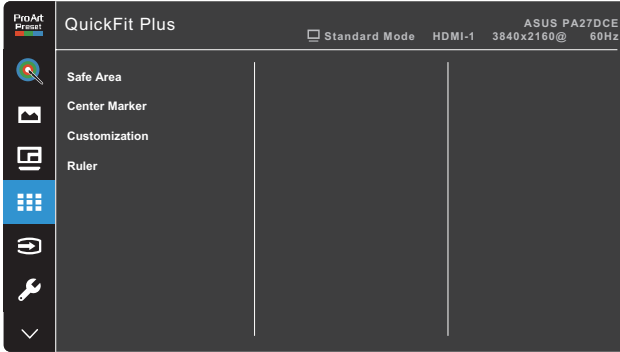 ProArt
Preset
QuickFit Plus
ASUS PA27DCE
Standard Mode HDMI-1 3840x2160@ 60Hz
Safe Area
Center Marker
Customization
Ruler